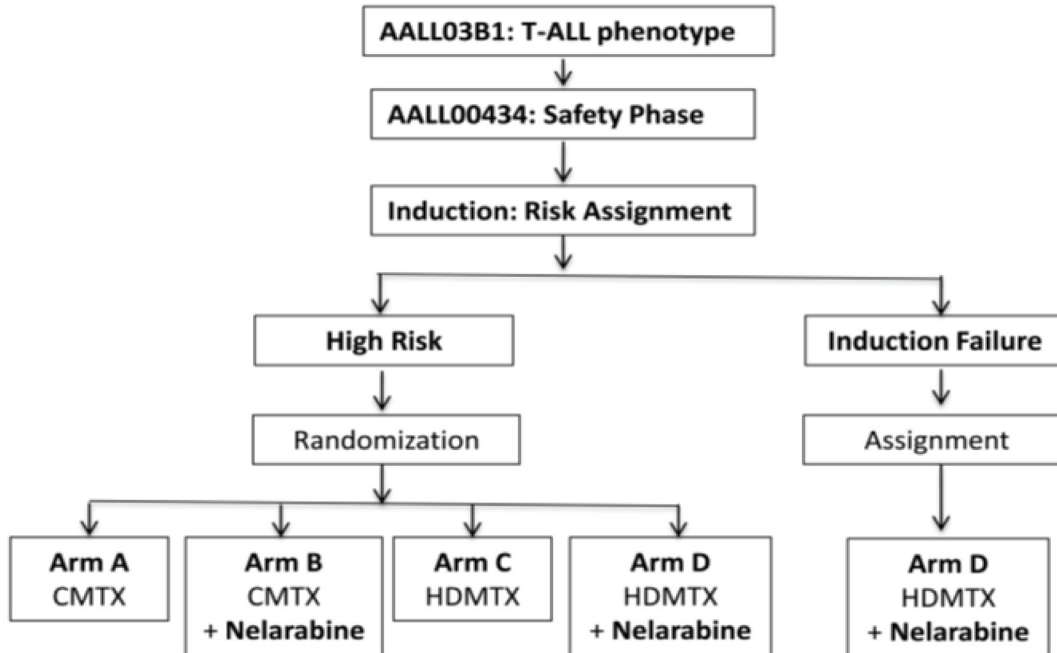 AALL03B1: T-ALL phenotype
AALL00434: Safety Phase
Induction: Risk Assignment
High Risk
Induction Failure
Randomization
Assignment
Arm A
CMTX
Arm B
CMTX
+ Nelarabine
Arm C
HDMTX
Arm D
HDMTX
+ Nelarabine
Arm D
HDMTX
+ Nelarabine